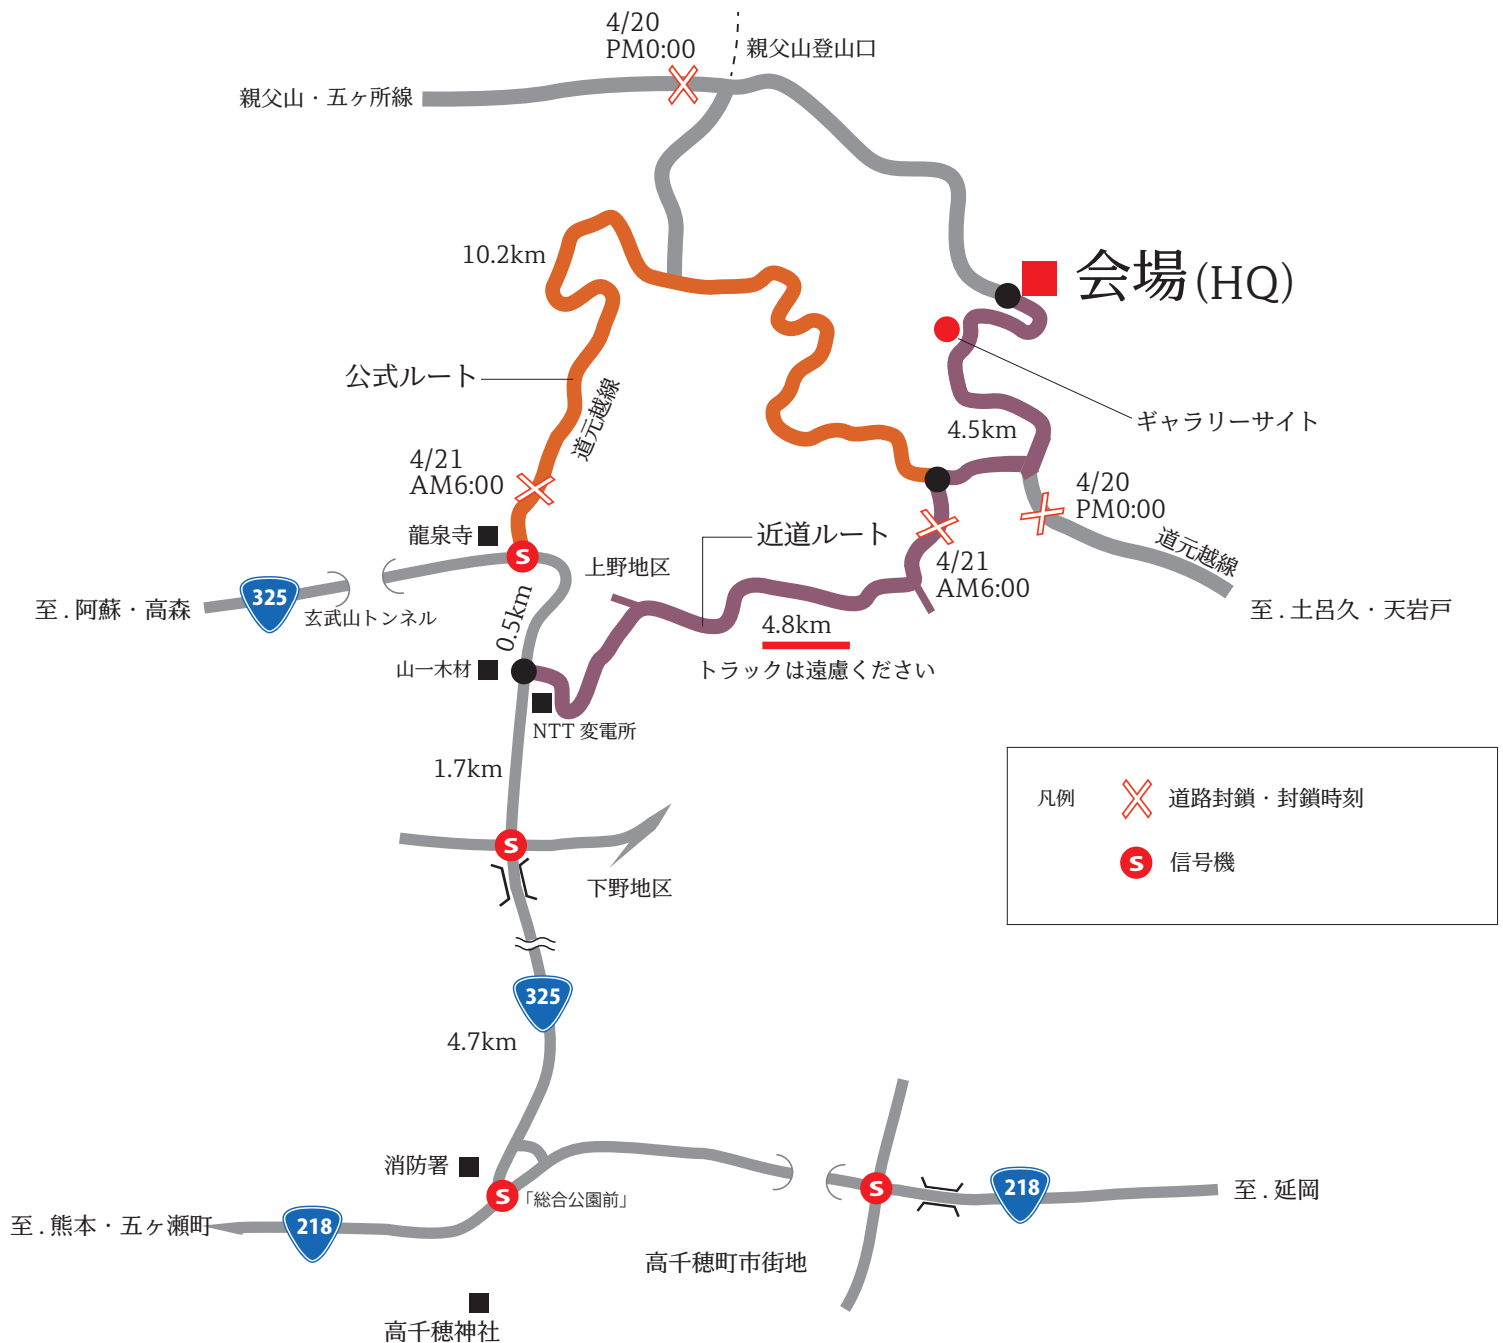 4/20
PM0:00
親父山登山口
親父山・五ヶ所線
10.2km
会場(HQ)
公式ルート
道元越線
ギャラリーサイト
4.5km
4/21
AM6:00
4/20
PM0:00
龍泉寺
近道ルート
道元越線
上野地区
4/21
AM6:00
325
至.阿蘇・高森
玄武山トンネル
0.5km
4.8km
至.土呂久・天岩戸
トラックは遠慮ください
山一木材
NTT 変電所
1.7km
凡例
道路封鎖・封鎖時刻
S
信号機
S
S
下野地区
325
4.7km
消防署
S
「総合公園前」
S
218
至.延岡
至.熊本・五ヶ瀬町
218
高千穂町市街地
高千穂神社